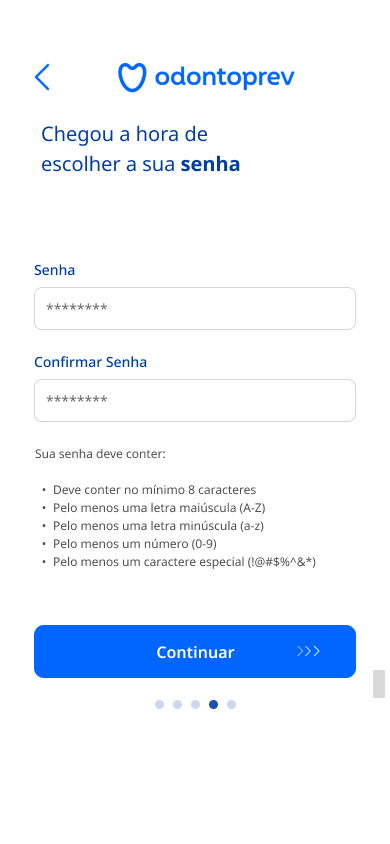 odontoprev
Chegou a hora de
escolher a sua senha
Senha
********
Confirmar Senha
********
Sua senha deve conter:
• Deve conter no mínimo 8 caracteres
• Pelo menos uma letra maiúscula (A-Z)
• Pelo menos uma letra minúscula (a-z)
• Pelo menos um número (0-9)
• Pelo menos um caractere especial (!@#$%^&*)
Continuar